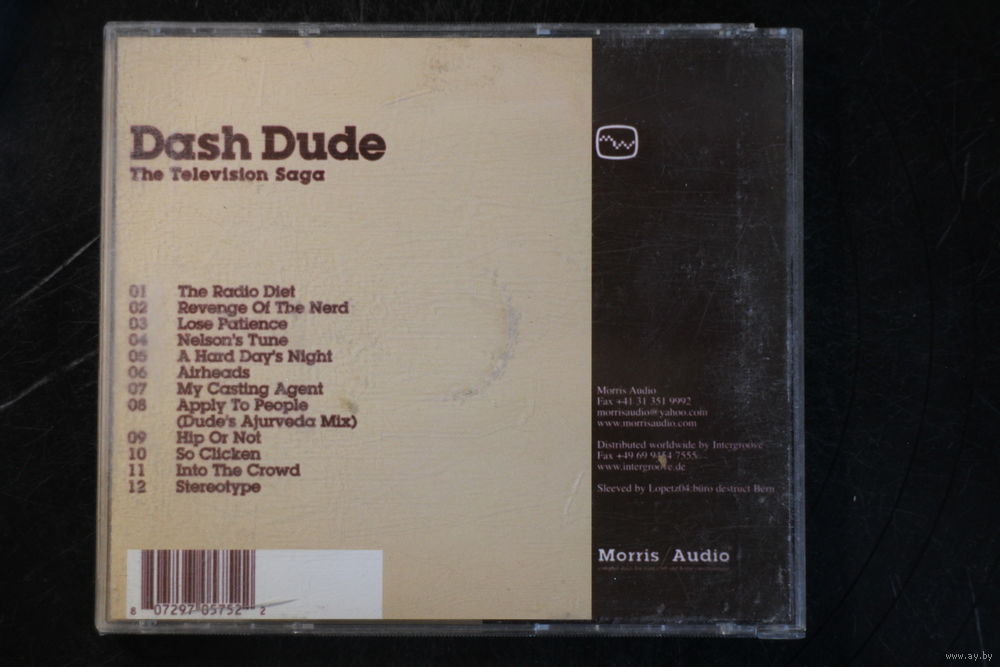 Dash Dude
The Television Saga
01 The Radio Diet
02 Revenge Of The Nerd
03 Lose Patience
04 Nelson's Tune
05 A Hard Day's Night
06 Airheads
07 My Casting Agent
08 Apply To People
(Dude's Ajurveda Mix)
09 Hip Or Not
10 So Clicken
11 Into The Crowd
12 Stereotype
8 07297 05752 2
Morris Audio
Fax +41 31 351 9992
morrisaudio@yahoo.com
www.morrisaudio.com
Distributed worldwide by Intergroove
Fax +49 69 9454 7555
www.intergroove.de
Sleeved by Lopetz04:büro destruct Bern
Morris / Audio
www.ay.by